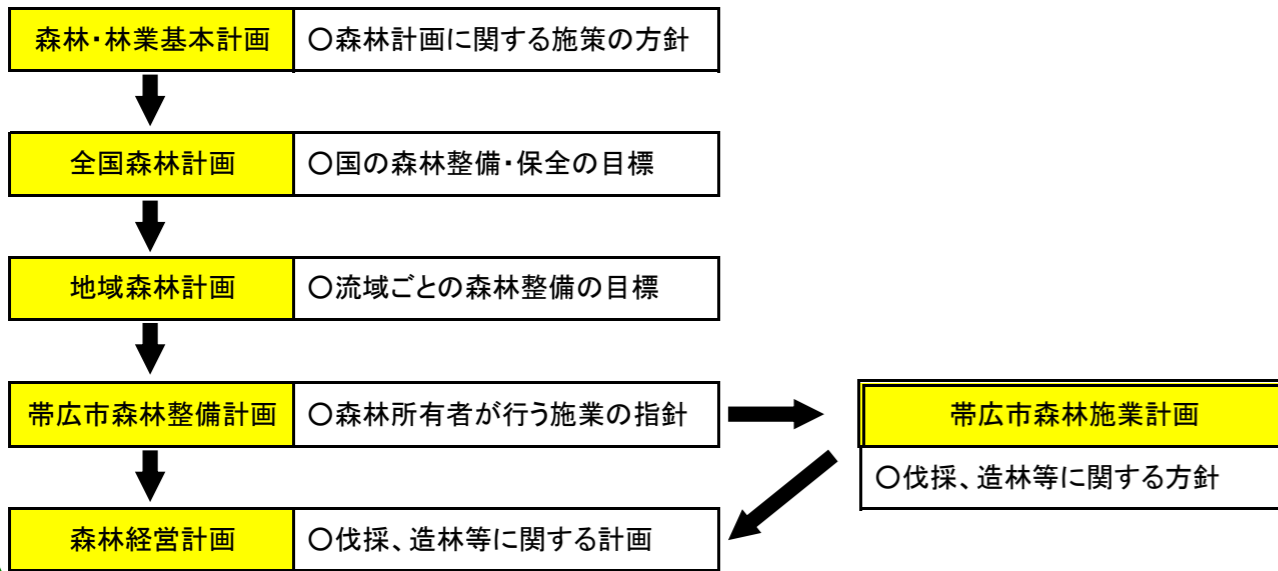 森林・林業基本計画 〇森林計画に関する施策の方針
全国森林計画 〇国の森林整備・保全の目標
地域森林計画 〇流域ごとの森林整備の目標
帯広市森林整備計画 〇森林所有者が行う施業の指針
帯広市森林施業計画
〇伐採、造林等に関する方針
森林経営計画 〇伐採、造林等に関する計画